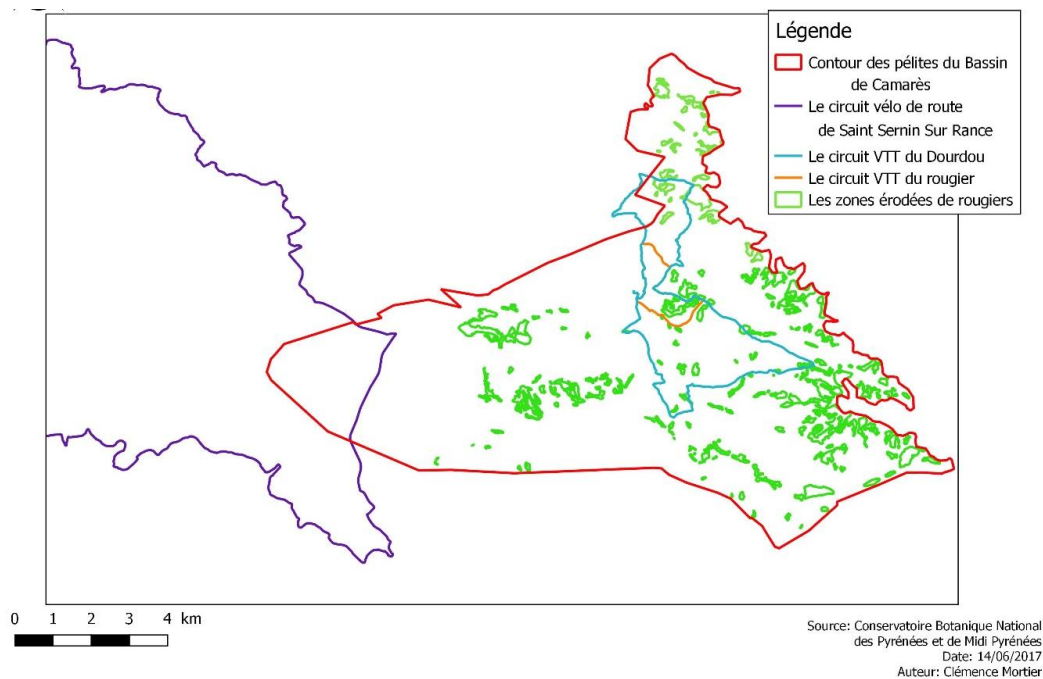 Légende
Contour des pélites du Bassin
de Camarès
Le circuit vélo de route
de Saint Sernin Sur Rance
Le circuit VTT du Dourdou
Le circuit VTT du rougier
Les zones érodées de rougiers
0 1 2 3 4 km
Source: Conservatoire Botanique National
des Pyrénées et de Midi Pyrénées
Date: 14/06/2017
Auteur: Clémence Mortier